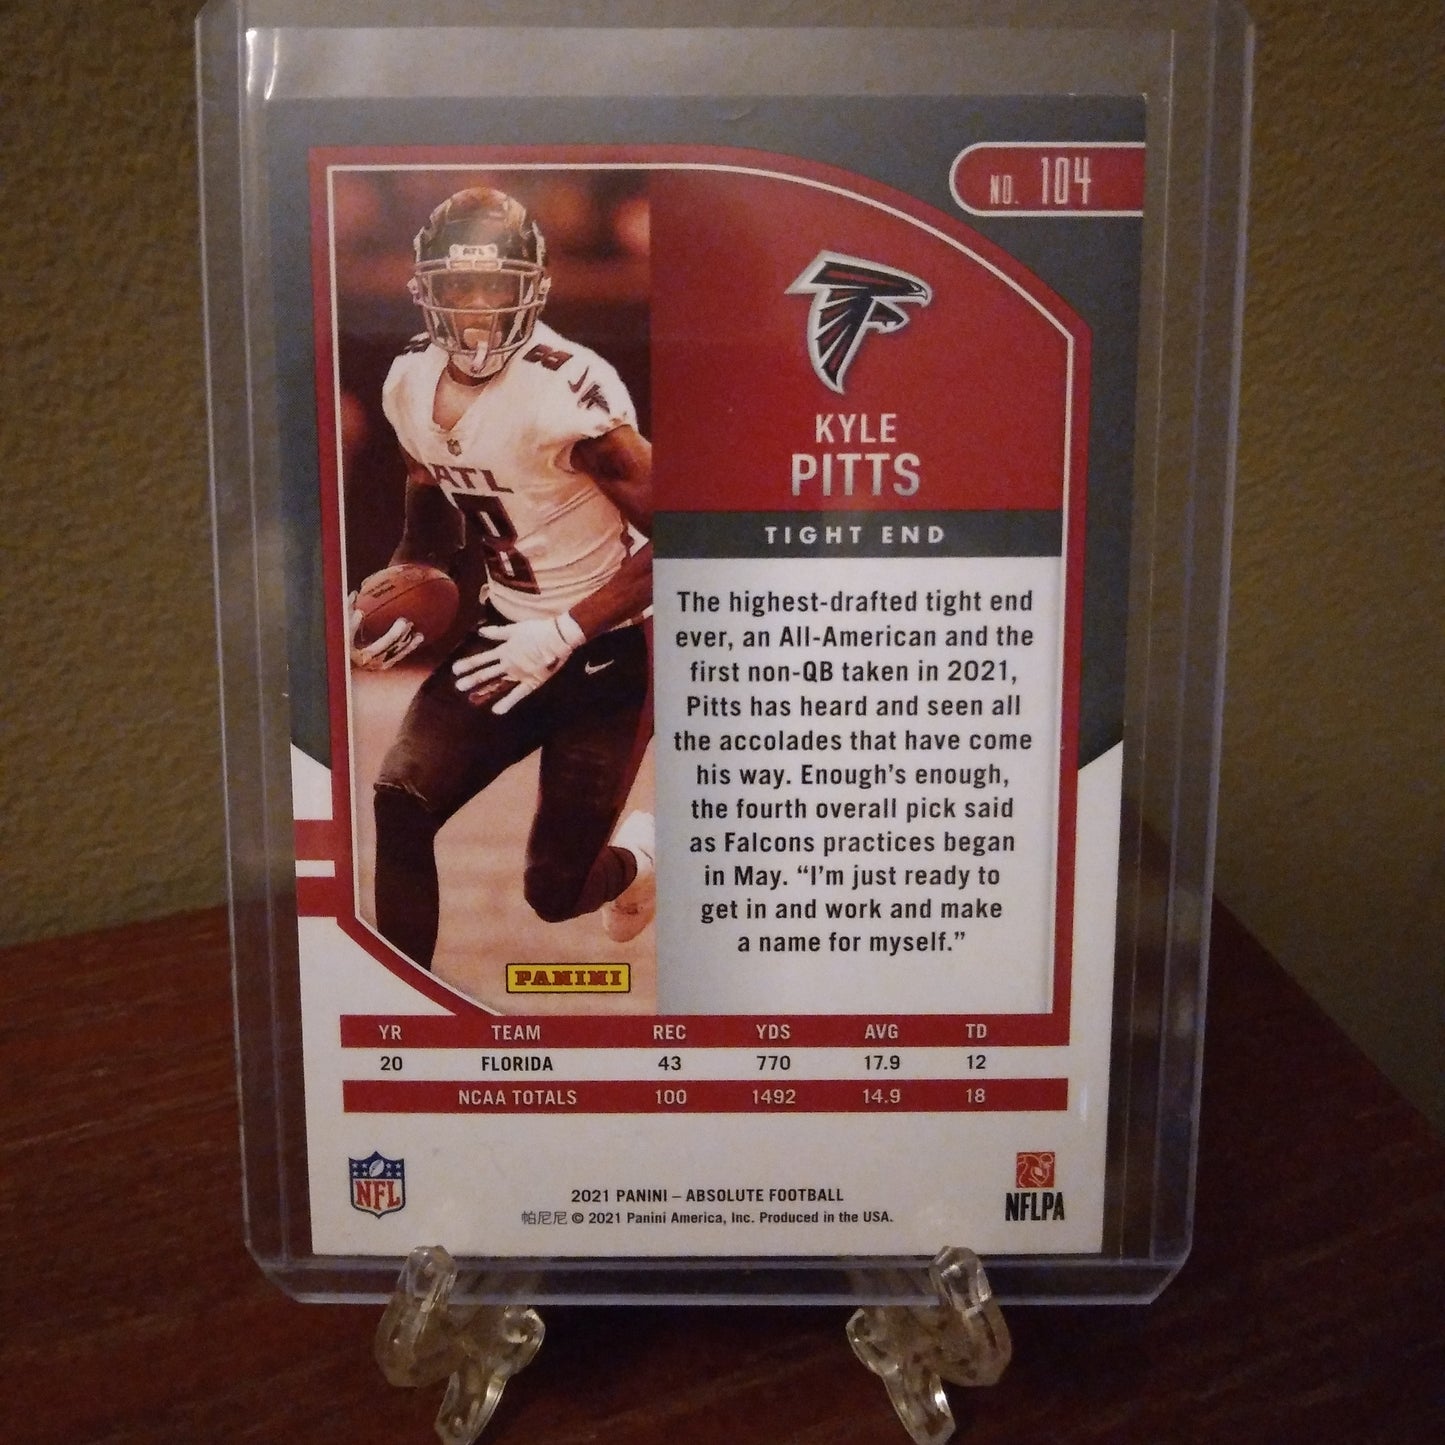 NO. 104
ATL
8
ATL
8
KYLE
PITTS
TIGHT END
The highest-drafted tight end
ever, an All-American and the
first non-QB taken in 2021,
Pitts has heard and seen all
the accolades that have come
his way. Enough's enough,
the fourth overall pick said
as Falcons practices began
in May. “I'm just ready to
get in and work and make
a name for myself.”
PANINI
YR TEAM REC YDS AVG TD
20 FLORIDA 43 770 17.9 12
NCAA TOTALS 100 1492 14.9 18
NFL
2021 PANINI – ABSOLUTE FOOTBALL
帕尼尼 © 2021 Panini America, Inc. Produced in the USA.
NFLPA